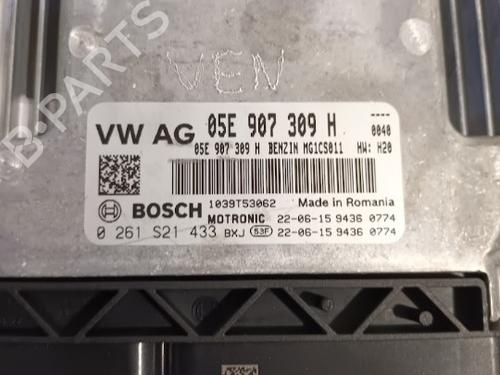 B-PARTS
VEN
VW AG 05E 907 309 H ----
0040
05E 907 309 H BENZIN MG1CS011 HW: H20
BOSCH 1039T53062 Made in Romania
MOTRONIC 22-06-15 9436 0774
0 261 S21 433 BXJ 53F 22-06-15 9436 0774